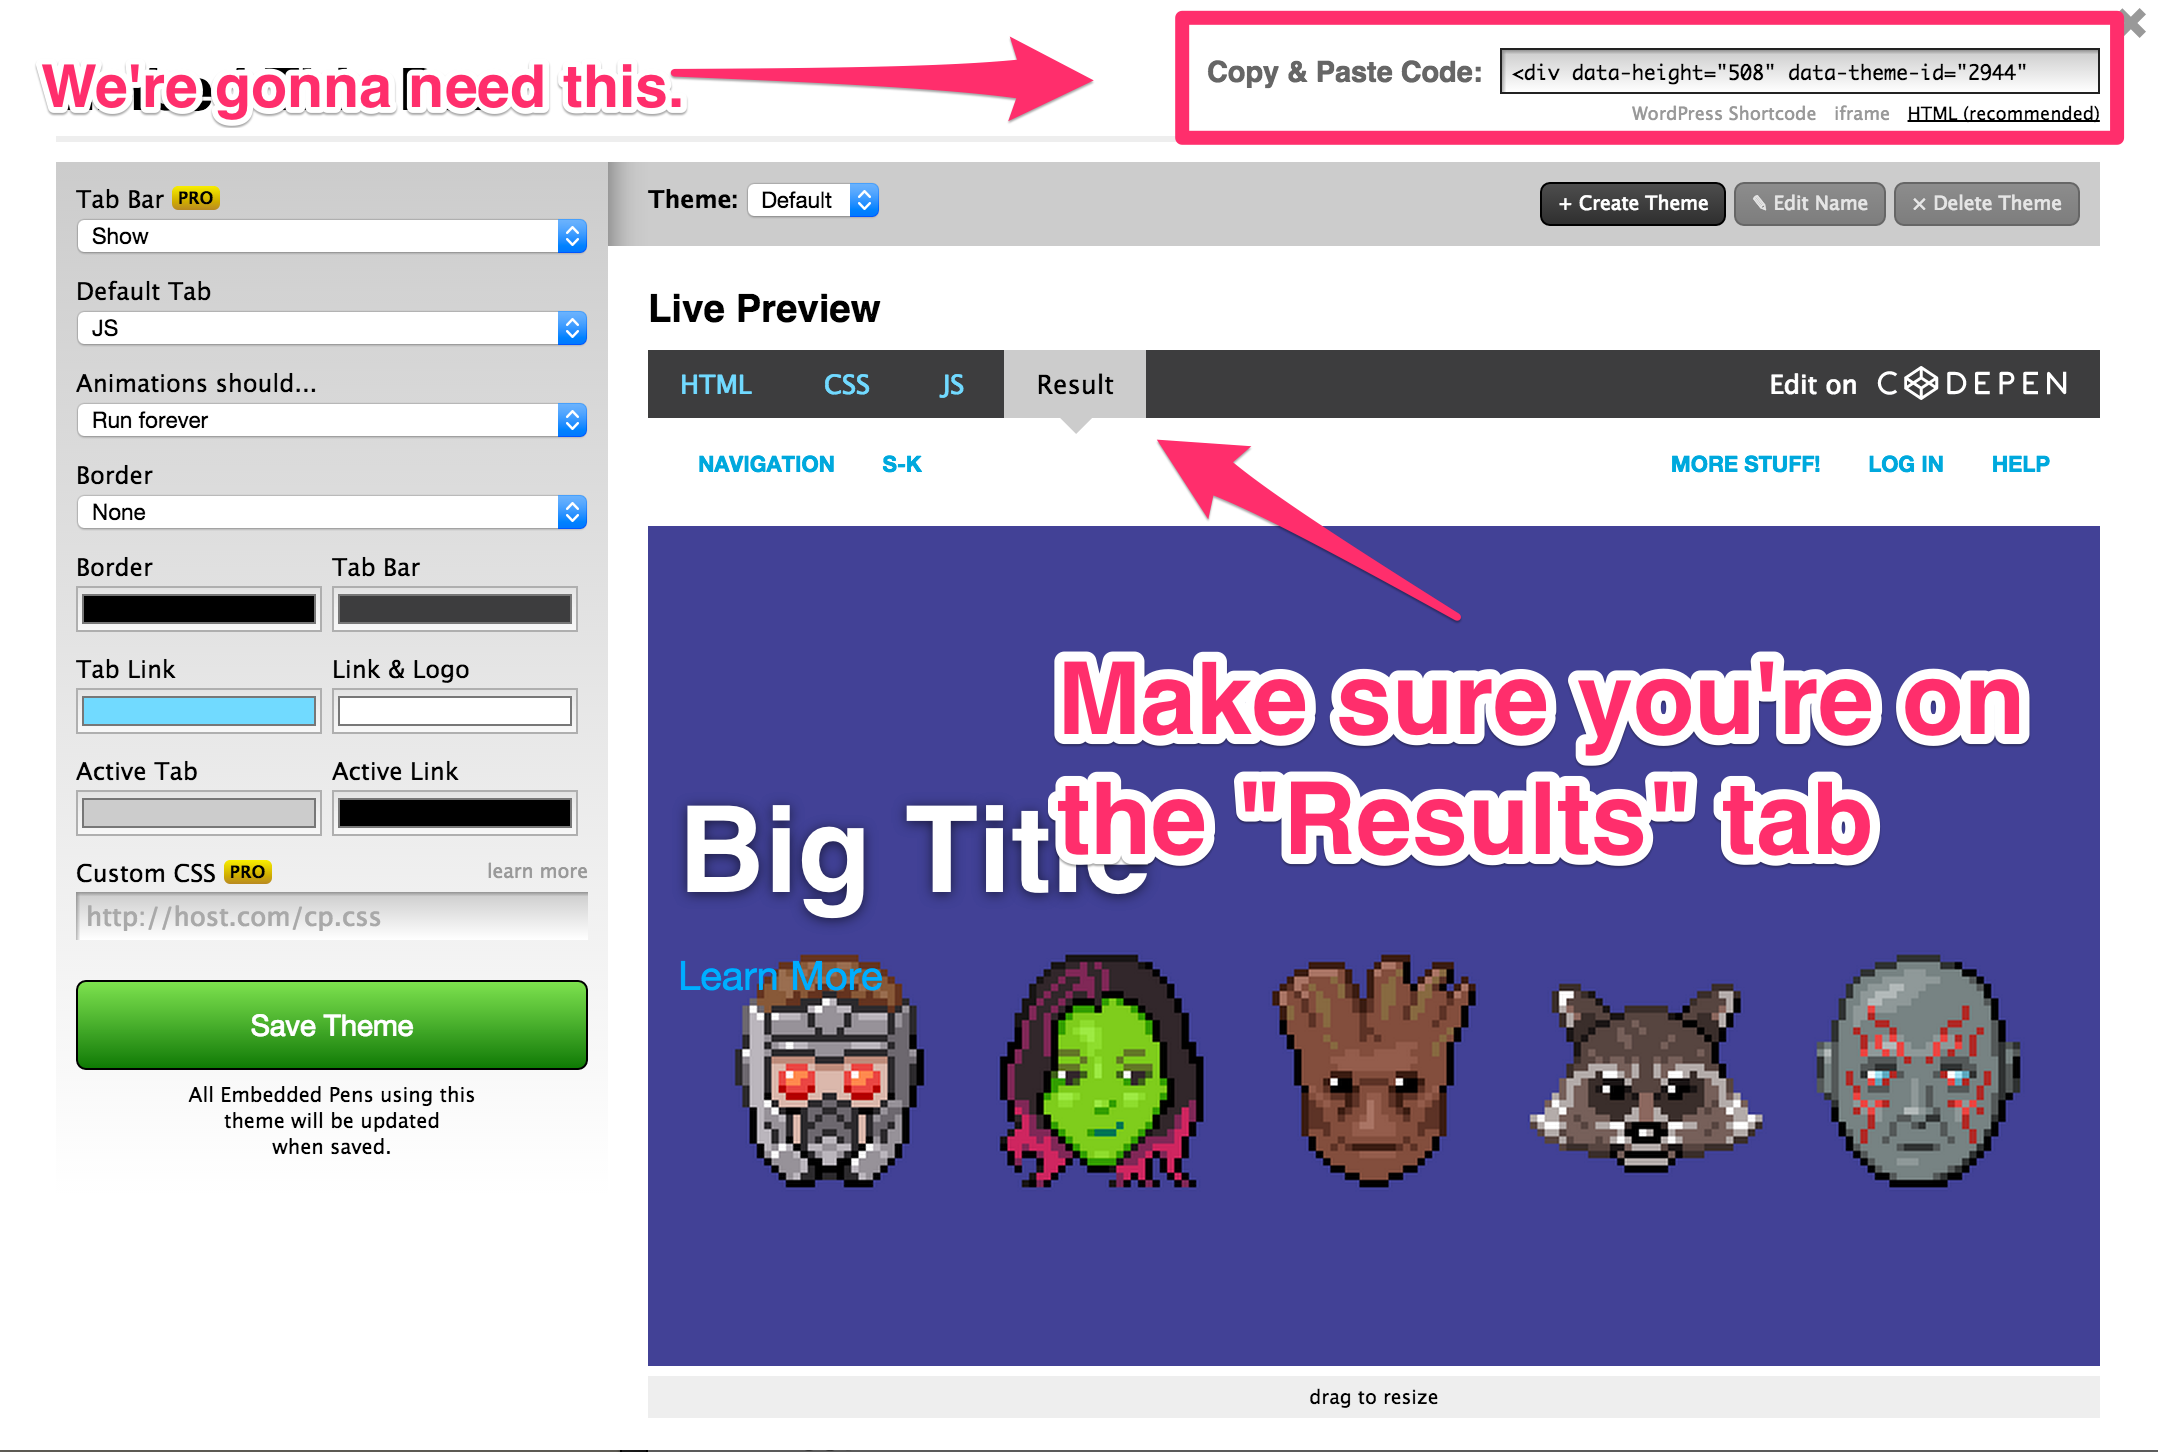 We're gonna need this.
Copy & Paste Code: <div data-height="508" data-theme-id="2944"
WordPress Shortcode iframe HTML (recommended)
Tab Bar PRO
Show
Default Tab
JS
Animations should...
Run forever
Border
None
Border Tab Bar
Tab Link Link & Logo
Active Tab Active Link
Custom CSS PRO learn more
http://host.com/cp.css
Save Theme
All Embedded Pens using this
theme will be updated
when saved.
Theme: Default + Create Theme ✎ Edit Name × Delete Theme
Live Preview
HTML CSS JS Result Edit on CODEPEN
NAVIGATION S-K MORE STUFF! LOG IN HELP
Make sure you're on
the "Results" tab
Big Title
Learn More
drag to resize